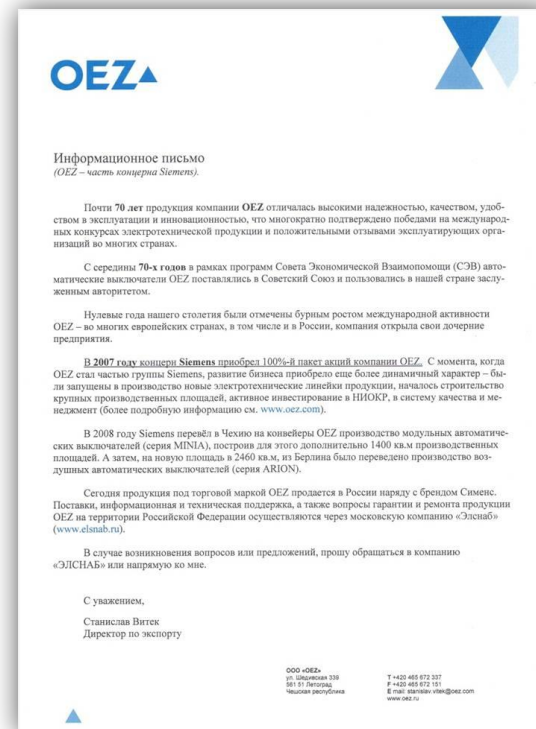 OEZ
Информационное письмо
(OEZ – часть концерна Siemens).
Почти 70 лет продукция компании OEZ отличалась высокими надежностью, качеством, удоб-
ством в эксплуатации и инновационностью, что многократно подтверждено победами на международ-
ных конкурсах электротехнической продукции и положительными отзывами эксплуатирующих орга-
низаций во многих странах.
С середины 70-х годов в рамках программ Совета Экономической Взаимопомощи (СЭВ) авто-
матические выключатели OEZ поставлялись в Советский Союз и пользовались в нашей стране заслу-
женным авторитетом.
Нулевые года нашего столетия были отмечены бурным ростом международной активности
OEZ – во многих европейских странах, в том числе и в России, компания открыла свои дочерние
предприятия.
В 2007 году концерн Siemens приобрел 100%-й пакет акций компании OEZ. С момента, когда
OEZ стал частью группы Siemens, развитие бизнеса приобрело еще более динамичный характер – бы-
ли запущены в производство новые электротехнические линейки продукции, началось строительство
крупных производственных площадей, активное инвестирование в НИОКР, в систему качества и ме-
неджмент (более подробную информацию см. www.oez.com).
В 2008 году Siemens перевёл в Чехию на конвейеры OEZ производство модульных автоматиче-
ских выключателей (серия MINIA), построив для этого дополнительно 1400 кв.м производственных
площадей. А затем, на новую площадь в 2460 кв.м, из Берлина было переведено производство воз-
душных автоматических выключателей (серия ARION).
Сегодня продукция под торговой маркой OEZ продается в России наряду с брендом Сименс.
Поставки, информационная и техническая поддержка, а также вопросы гарантии и ремонта продукции
OEZ на территории Российской Федерации осуществляются через московскую компанию «Элснаб»
(www.elsnab.ru).
В случае возникновения вопросов или предложений, прошу обращаться в компанию
«ЭЛСНАБ» или напрямую ко мне.
С уважением,
Станислав Витек
Директор по экспорту
ООО «OEZ»
ул. Шедивская 339
561 51 Летоград
Чешская республика
T +420 465 672 337
F +420 465 672 151
E mail: stanislav.vitek@oez.com
www.oez.ru